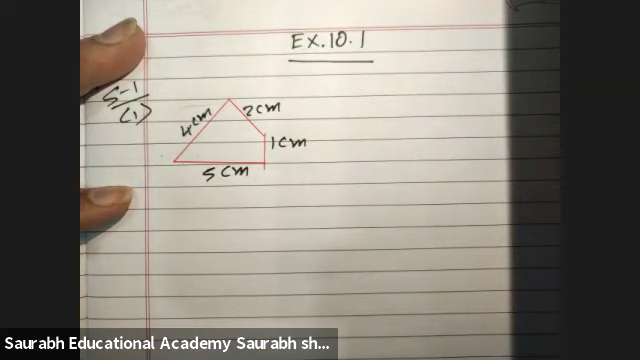 Ex.10.1
S-1
(1)
4cm
2cm
1cm
5cm
Saurabh Educational Academy Saurabh sh...